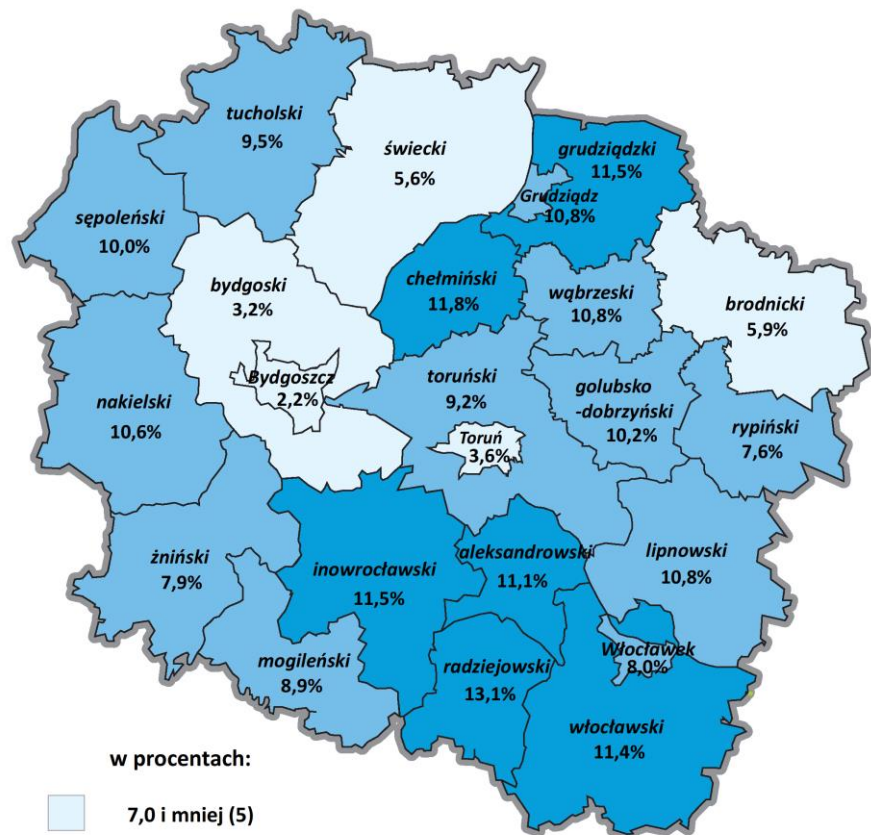 tucholski
9,5%
świecki
5,6%
grudziądzki
11,5%
Grudziądz
10,8%
sępoleński
10,0%
bydgoski
3,2%
chełmiński
11,8%
wąbrzeski
10,8%
brodnicki
5,9%
Bydgoszcz
2,2%
toruński
9,2%
golubsko
-dobrzyński
10,2%
nakielski
10,6%
rypiński
7,6%
Toruń
3,6%
żniński
7,9%
inowrocławski
11,5%
aleksandrowski
11,1%
lipnowski
10,8%
mogileński
8,9%
radziejowski
13,1%
Włocławek
8,0%
włocławski
11,4%
w procentach:
7,0 i mniej (5)